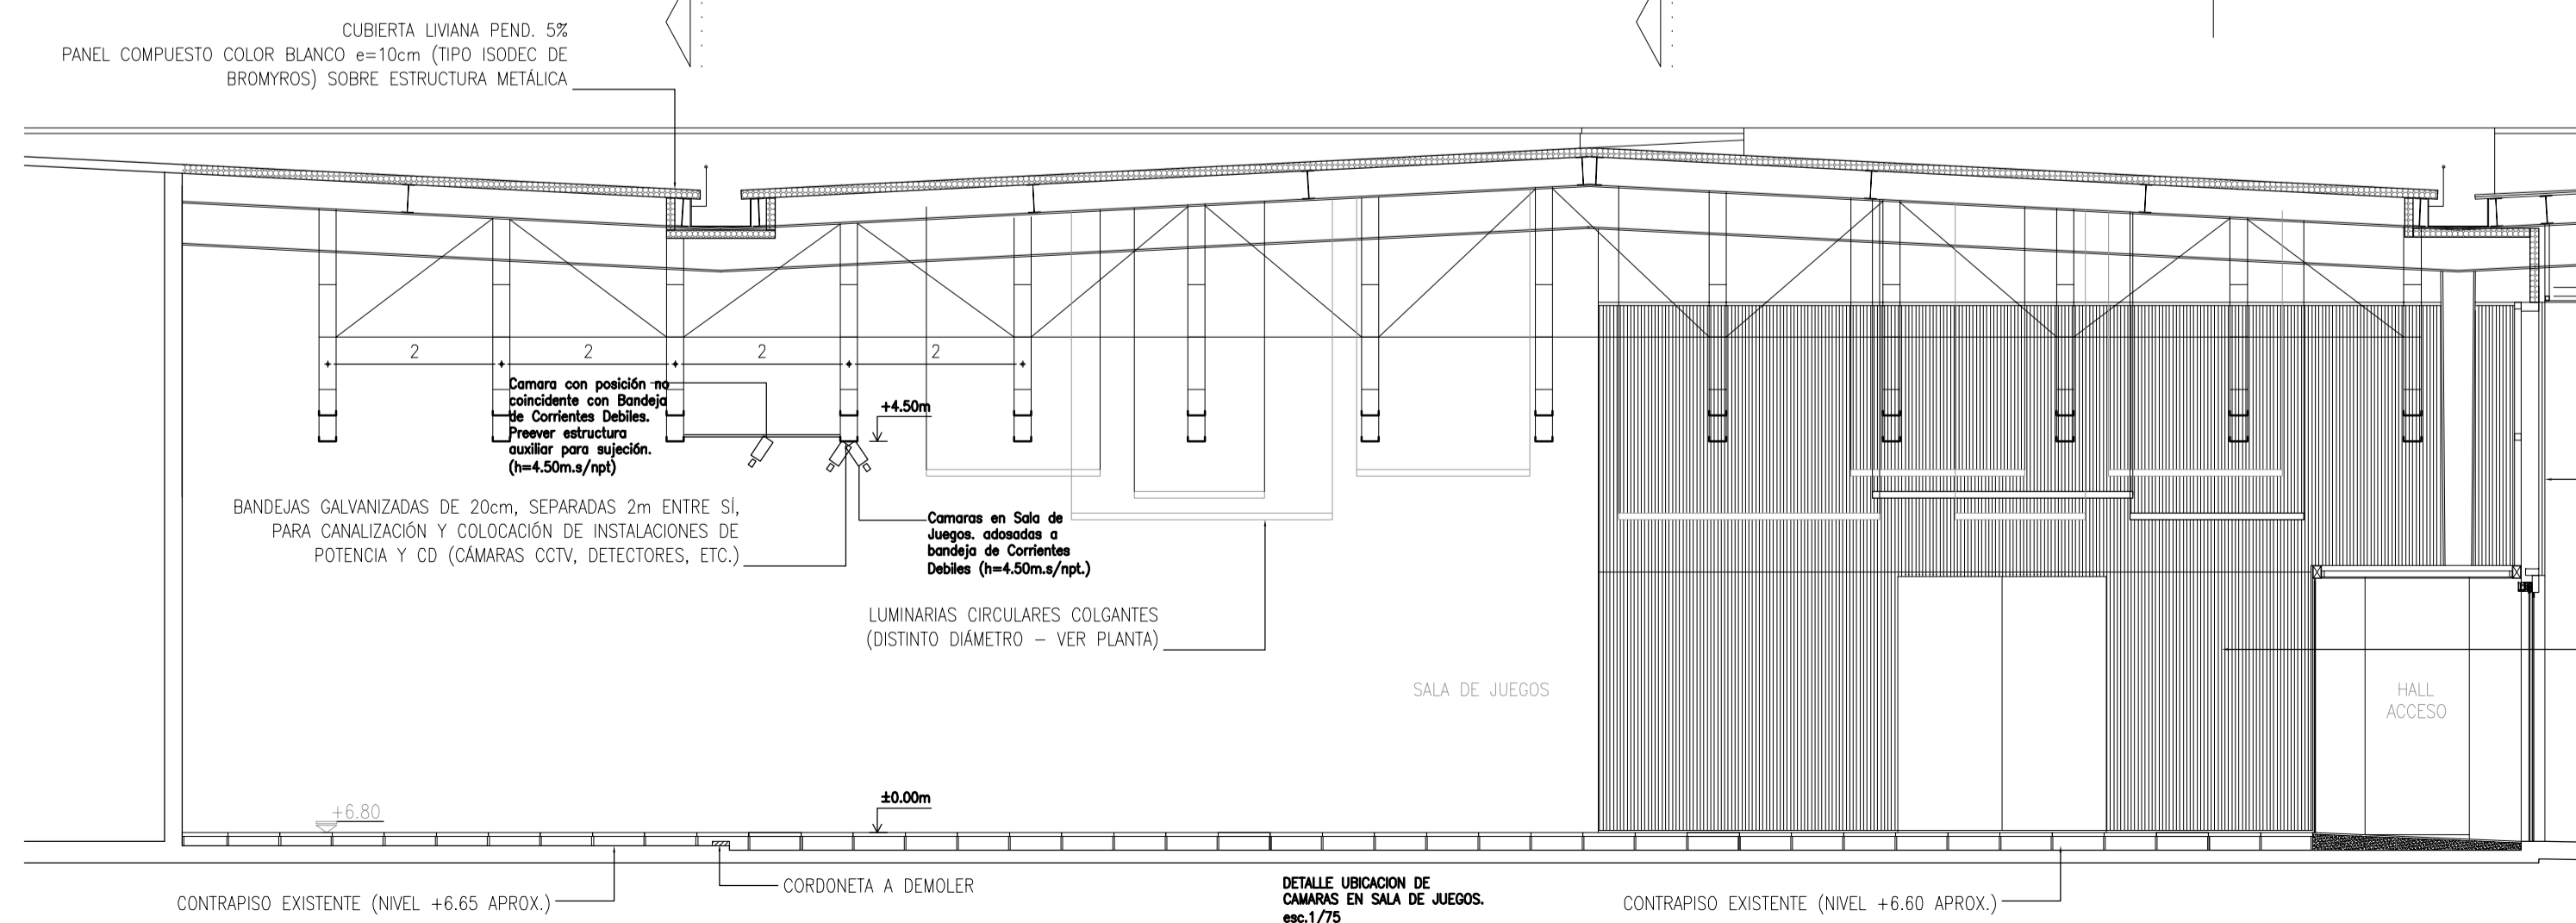 CUBIERTA LIVIANA PEND. 5%
PANEL COMPUESTO COLOR BLANCO e=10cm (TIPO ISODEC DE
BROMYROS) SOBRE ESTRUCTURA METÁLICA
2
2
2
2
Camara con posición no
coincidente con Bandeja
de Corrientes Debiles.
Preever estructura
auxiliar para sujeción.
(h=4.50m.s/npt)
+4.50m
BANDEJAS GALVANIZADAS DE 20cm, SEPARADAS 2m ENTRE SÍ,
PARA CANALIZACIÓN Y COLOCACIÓN DE INSTALACIONES DE
POTENCIA Y CD (CÁMARAS CCTV, DETECTORES, ETC.)
Camaras en Sala de
Juegos. adosadas a
bandeja de Corrientes
Debiles (h=4.50m.s/npt.)
LUMINARIAS CIRCULARES COLGANTES
(DISTINTO DIÁMETRO – VER PLANTA)
SALA DE JUEGOS
HALL
ACCESO
+6.80
±0.00m
CONTRAPISO EXISTENTE (NIVEL +6.65 APROX.)
CORDONETA A DEMOLER
DETALLE UBICACION DE
CAMARAS EN SALA DE JUEGOS.
esc.1/75
CONTRAPISO EXISTENTE (NIVEL +6.60 APROX.)